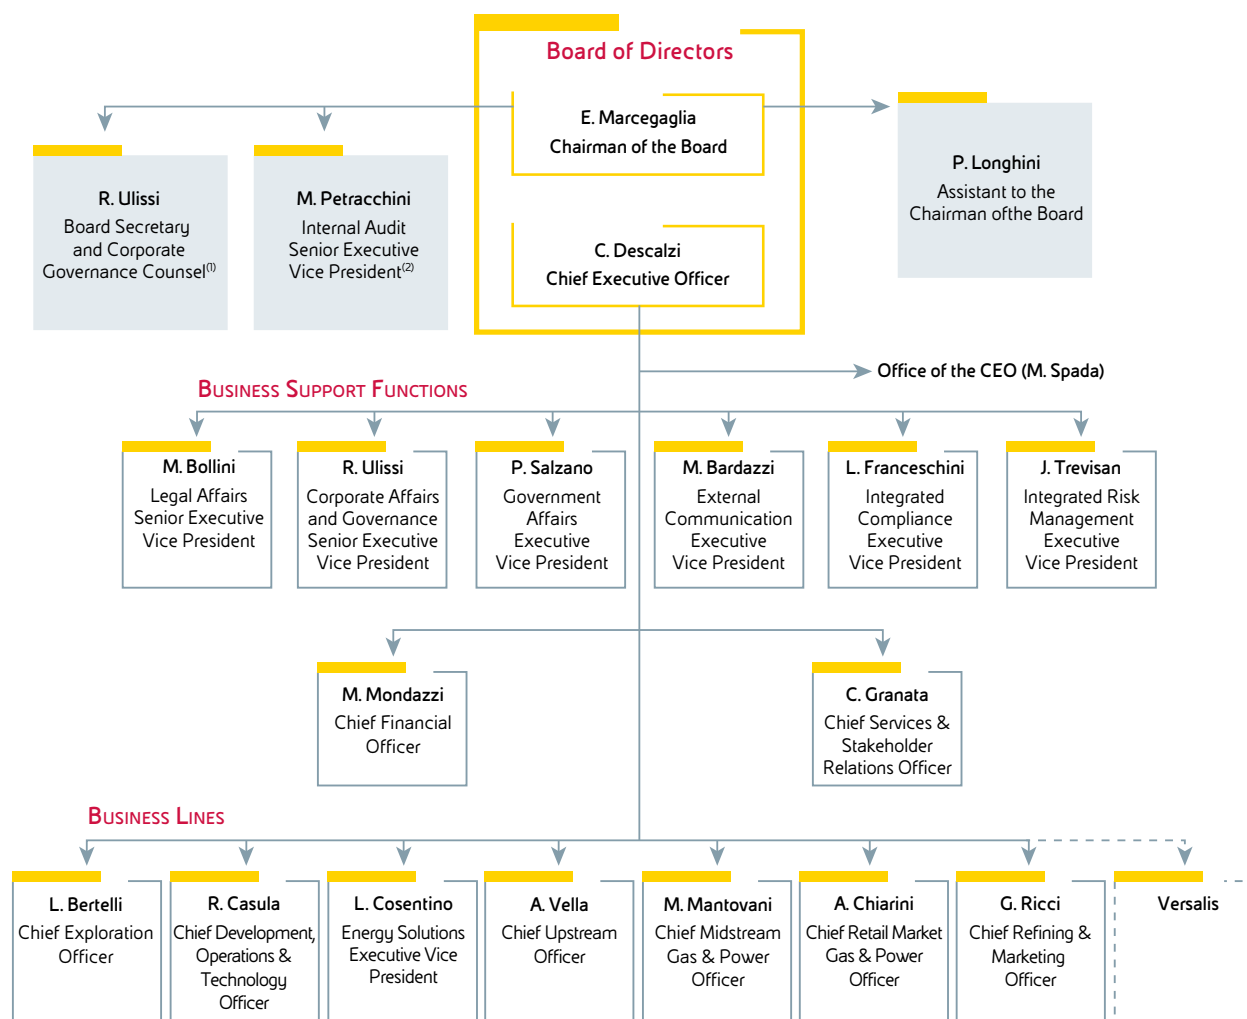 Board of Directors
E. Marcegaglia
Chairman of the Board
P. Longhini
Assistant to the
Chairman ofthe Board
R. Ulissi
Board Secretary
and Corporate
Governance Counsel(1)
M. Petracchini
Internal Audit
Senior Executive
Vice President(2)
C. Descalzi
Chief Executive Officer
Office of the CEO (M. Spada)
Business Support Functions
M. Bollini
Legal Affairs
Senior Executive
Vice President
R. Ulissi
Corporate Affairs
and Governance
Senior Executive
Vice President
P. Salzano
Government
Affairs
Executive
Vice President
M. Bardazzi
External
Communication
Executive
Vice President
L. Franceschini
Integrated
Compliance
Executive
Vice President
J. Trevisan
Integrated Risk
Management
Executive
Vice President
M. Mondazzi
Chief Financial
Officer
C. Granata
Chief Services &
Stakeholder
Relations Officer
Business Lines
L. Bertelli
Chief Exploration
Officer
R. Casula
Chief Development,
Operations &
Technology
Officer
L. Cosentino
Energy Solutions
Executive Vice
President
A. Vella
Chief Upstream
Officer
M. Mantovani
Chief Midstream
Gas & Power
Officer
A. Chiarini
Chief Retail Market
Gas & Power
Officer
G. Ricci
Chief Refining &
Marketing
Officer
Versalis